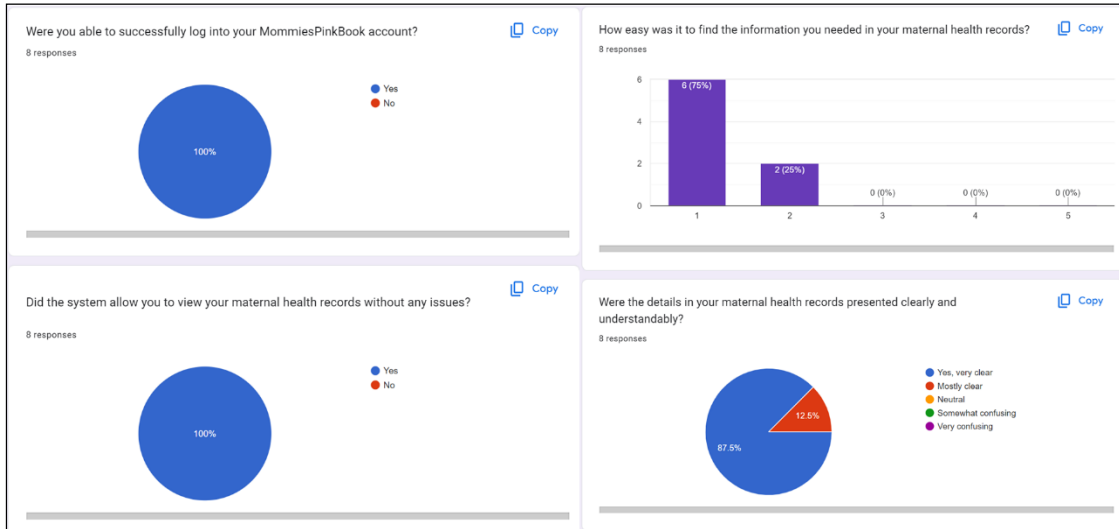 Were you able to successfully log into your MommiesPinkBook account?
Copy
8 responses
Yes
No
100%
How easy was it to find the information you needed in your maternal health records?
Copy
8 responses
6
4
2
0
6 (75%)
2 (25%)
0 (0%)
0 (0%)
0 (0%)
1
2
3
4
5
Did the system allow you to view your maternal health records without any issues?
Copy
8 responses
Yes
No
100%
Were the details in your maternal health records presented clearly and
understandably?
Copy
8 responses
Yes, very clear
Mostly clear
Neutral
Somewhat confusing
Very confusing
12.5%
87.5%